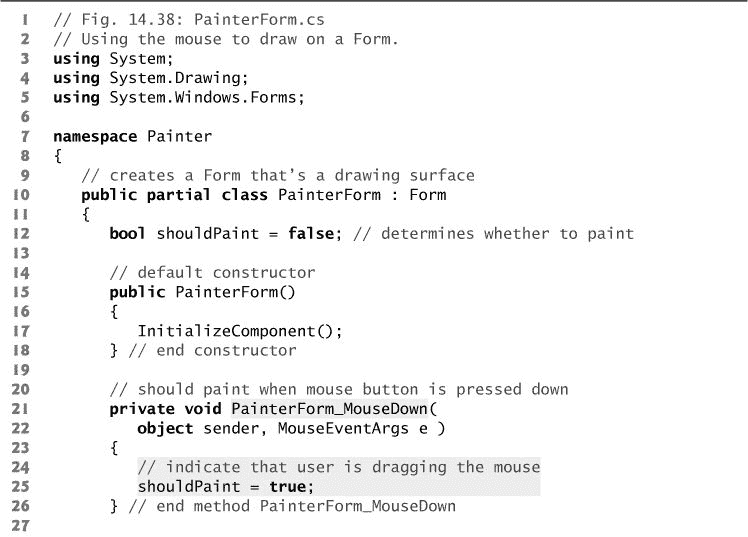 1 // Fig. 14.38: PainterForm.cs
2 // Using the mouse to draw on a Form.
3 using System;
4 using System.Drawing;
5 using System.Windows.Forms;
6
7 namespace Painter
8 {
9 // creates a Form that’s a drawing surface
10 public partial class PainterForm : Form
11 {
12 bool shouldPaint = false; // determines whether to paint
13
14 // default constructor
15 public PainterForm()
16 {
17 InitializeComponent();
18 } // end constructor
19
20 // should paint when mouse button is pressed down
21 private void PainterForm_MouseDown(
22 object sender, MouseEventArgs e )
23 {
24 // indicate that user is dragging the mouse
25 shouldPaint = true;
26 } // end method PainterForm_MouseDown
27